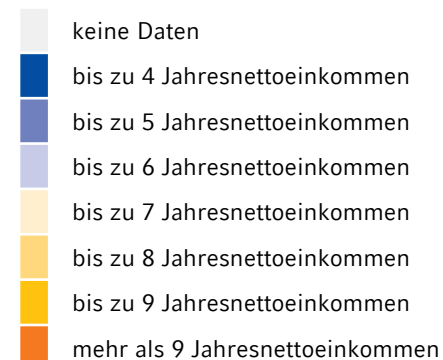 keine Daten
bis zu 4 Jahresnettoeinkommen
bis zu 5 Jahresnettoeinkommen
bis zu 6 Jahresnettoeinkommen
bis zu 7 Jahresnettoeinkommen
bis zu 8 Jahresnettoeinkommen
bis zu 9 Jahresnettoeinkommen
mehr als 9 Jahresnettoeinkommen